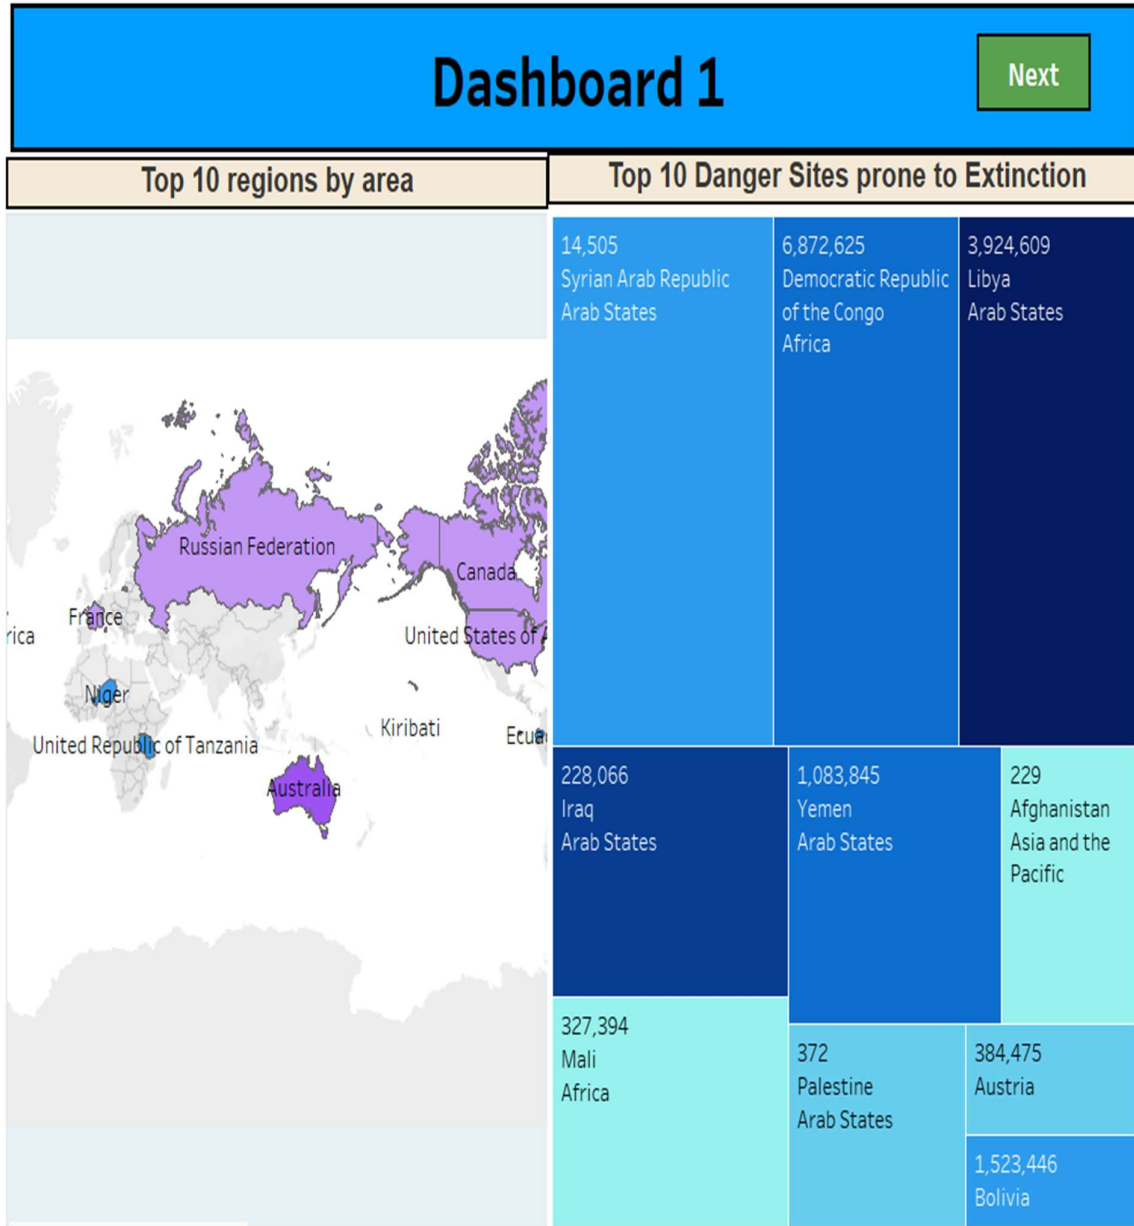 Dashboard 1
Next
Top 10 regions by area
Top 10 Danger Sites prone to Extinction
Russian Federation
Canada
France
rica
United States of A
Niger
Kiribati
Ecua
United Republic of Tanzania
Australia
14,505
Syrian Arab Republic
Arab States
6,872,625
Democratic Republic
of the Congo
Africa
3,924,609
Libya
Arab States
228,066
Iraq
Arab States
1,083,845
Yemen
Arab States
229
Afghanistan
Asia and the
Pacific
327,394
Mali
Africa
372
Palestine
Arab States
384,475
Austria
1,523,446
Bolivia